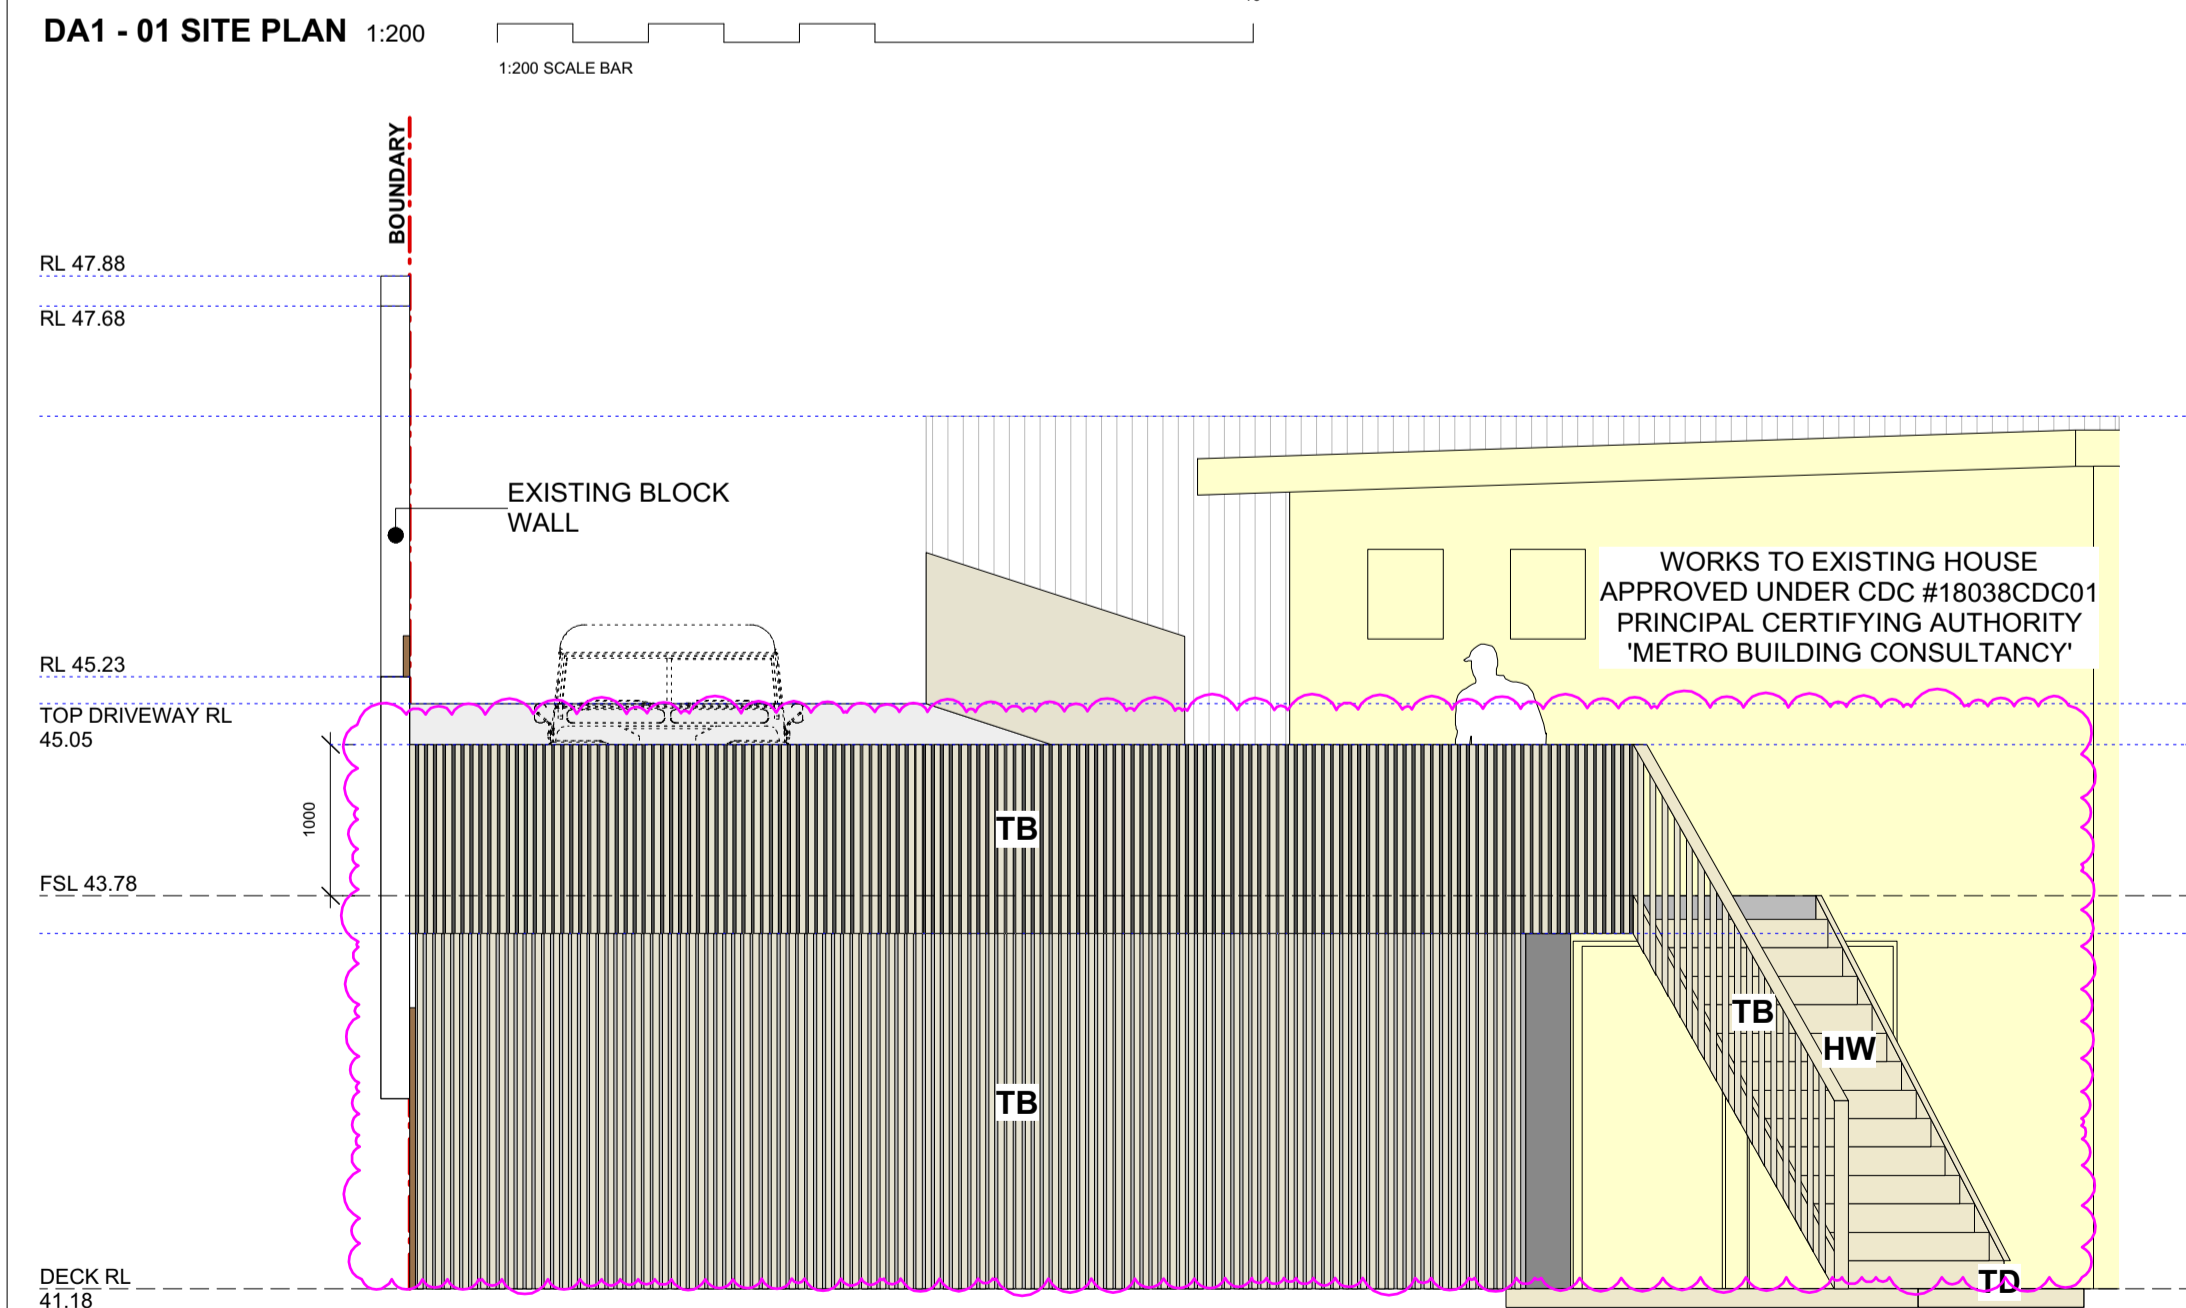 DA1 - 01 SITE PLAN 1:200
1:200 SCALE BAR
BOUNDARY
RL 47.88
RL 47.68
EXISTING BLOCK
WALL
WORKS TO EXISTING HOUSE
APPROVED UNDER CDC #18038CDC01
PRINCIPAL CERTIFYING AUTHORITY
'METRO BUILDING CONSULTANCY'
RL 45.23
TOP DRIVEWAY RL
45.05
1000
TB
FSL 43.78
TB
HW
TB
DECK RL
41.18
TD